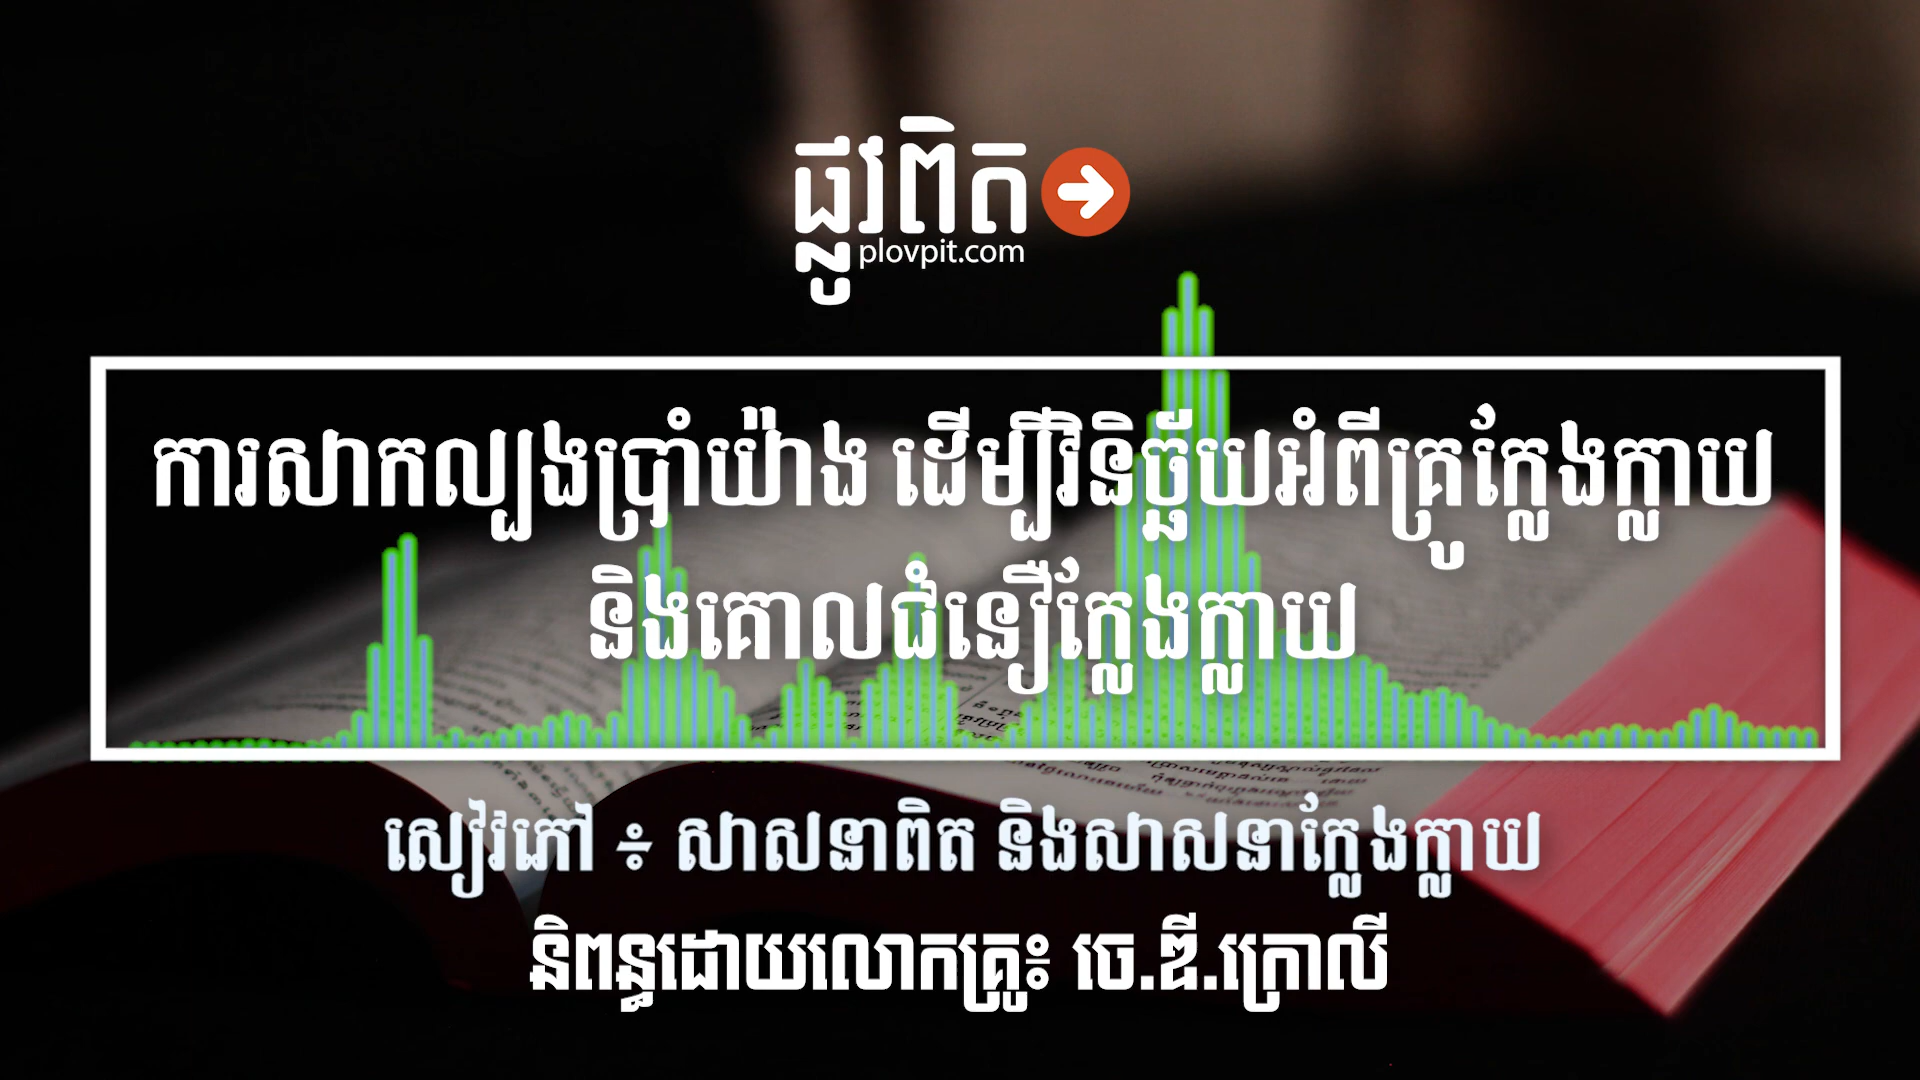 ផ្លូវពិត
plovpit.com
ការសាកល្បងប្រាំយ៉ាង ដើម្បីវិនិច្ឆ័យអំពីគ្រូក្លែងក្លាយ
និងគោលជំនឿក្លែងក្លាយ
សៀវភៅ ៖ សាសនាពិត និងសាសនាក្លែងក្លាយ
និពន្ធដោយលោកគ្រូ៖ ចេ.ឌី.ក្រោលី